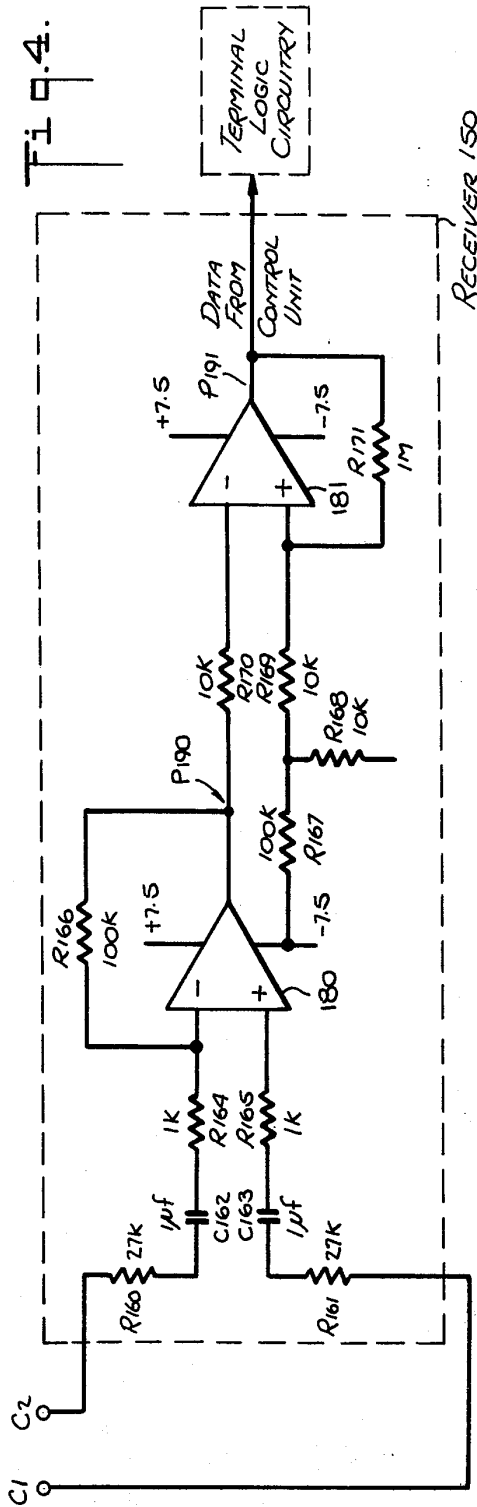 Fig.4.
C1
C2
R160
27K
R161
27K
1µf
C162
C163
1µf
1K
R164
R165
1K
R166
100K
+7.5
-
+
180
-7.5
P190
100K
R167
R168
10K
10K
R170
R169
10K
+7.5
-
+
181
-7.5
P191
R171
1M
DATA
FROM
CONTROL
UNIT
TERMINAL
LOGIC
CIRCUITRY
RECEIVER 150